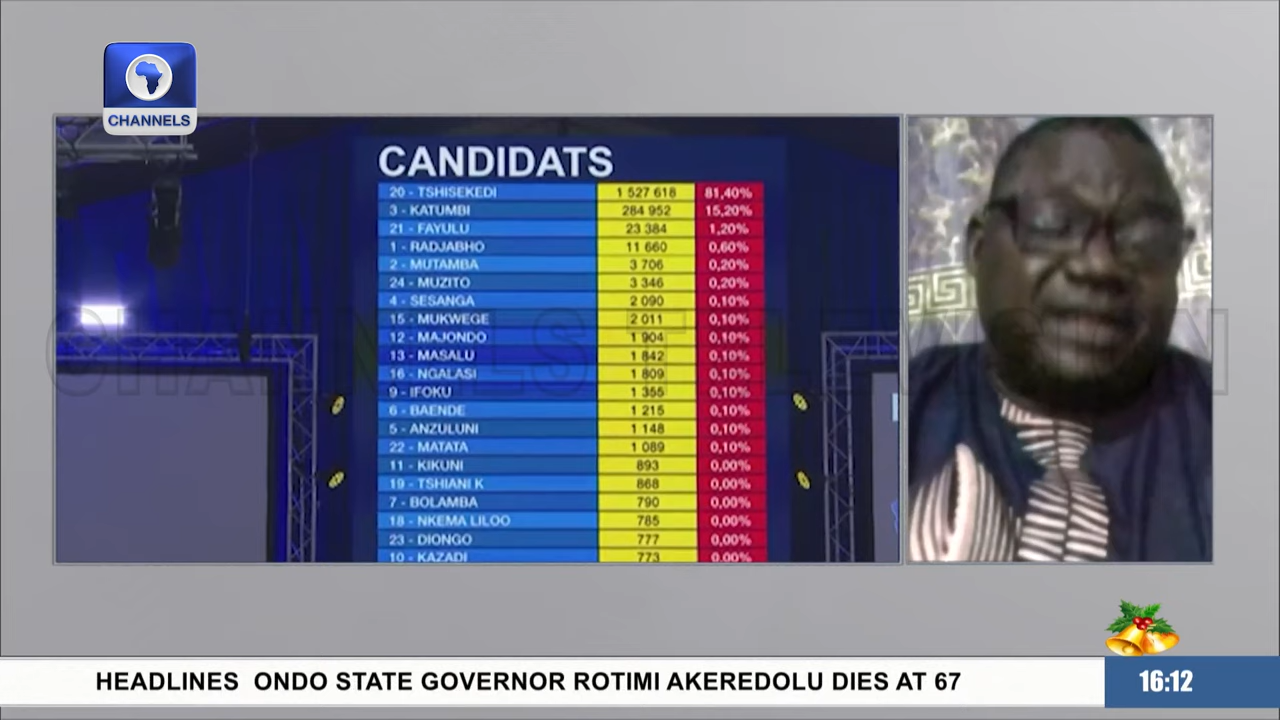 CHANNELS
CANDIDATS
20 - TSHISEKEDI 1 527 618 81,40%
3 - KATUMBI 284 952 15,20%
21 - FAYULU 23 384 1,20%
1 - RADJABHO 11 660 0,60%
2 - MUTAMBA 3 706 0,20%
24 - MUZITO 3 346 0,20%
4 - SESANGA 2 090 0,10%
15 - MUKWEGE 2 011 0,10%
12 - MAJONDO 1 904 0,10%
13 - MASALU 1 842 0,10%
16 - NGALASI 1 809 0,10%
9 - IFOKU 1 355 0,10%
6 - BAENDE 1 215 0,10%
5 - ANZULUNI 1 148 0,10%
22 - MATATA 1 089 0,10%
11 - KIKUNI 893 0,00%
19 - TSHIANI K 868 0,00%
7 - BOLAMBA 790 0,00%
18 - NKEMA LILOO 785 0,00%
23 - DIONGO 777 0,00%
10 - KAZADI 773 0,00%
CHANNELS TELEVISION
HEADLINES ONDO STATE GOVERNOR ROTIMI AKEREDOLU DIES AT 67
16:12